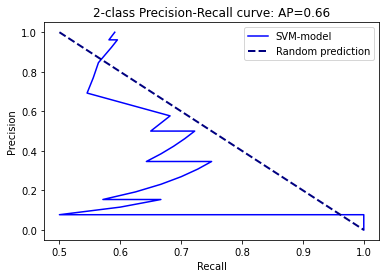 2-class Precision-Recall curve: AP=0.66
SVM-model
Random prediction
Precision
1.0
0.8
0.6
0.4
0.2
0.0
0.5
0.6
0.7
0.8
0.9
1.0
Recall